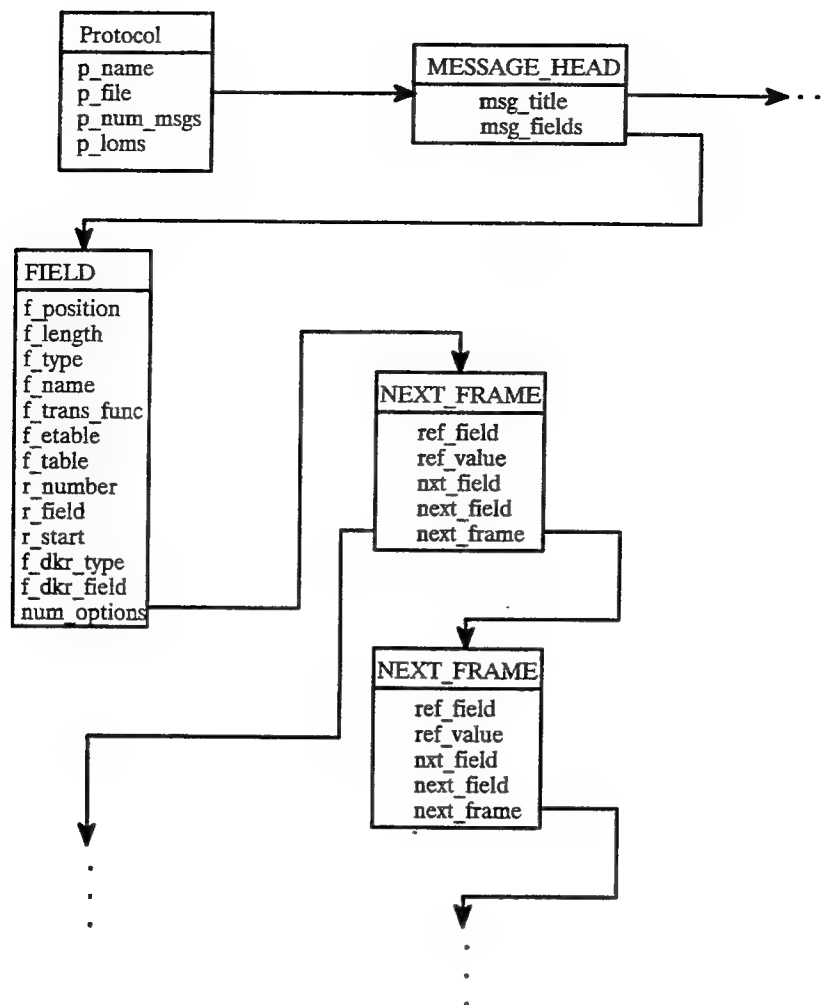 Protocol
p_name
p_file
p_num_msgs
p_loms
MESSAGE_HEAD
msg_title
msg_fields
FIELD
f_position
f_length
f_type
f_name
f_trans_func
f_etable
f_table
r_number
r_field
r_start
f_dkr_type
f_dkr_field
num_options
NEXT_FRAME
ref_field
ref_value
nxt_field
next_field
next_frame
NEXT_FRAME
ref_field
ref_value
nxt_field
next_field
next_frame